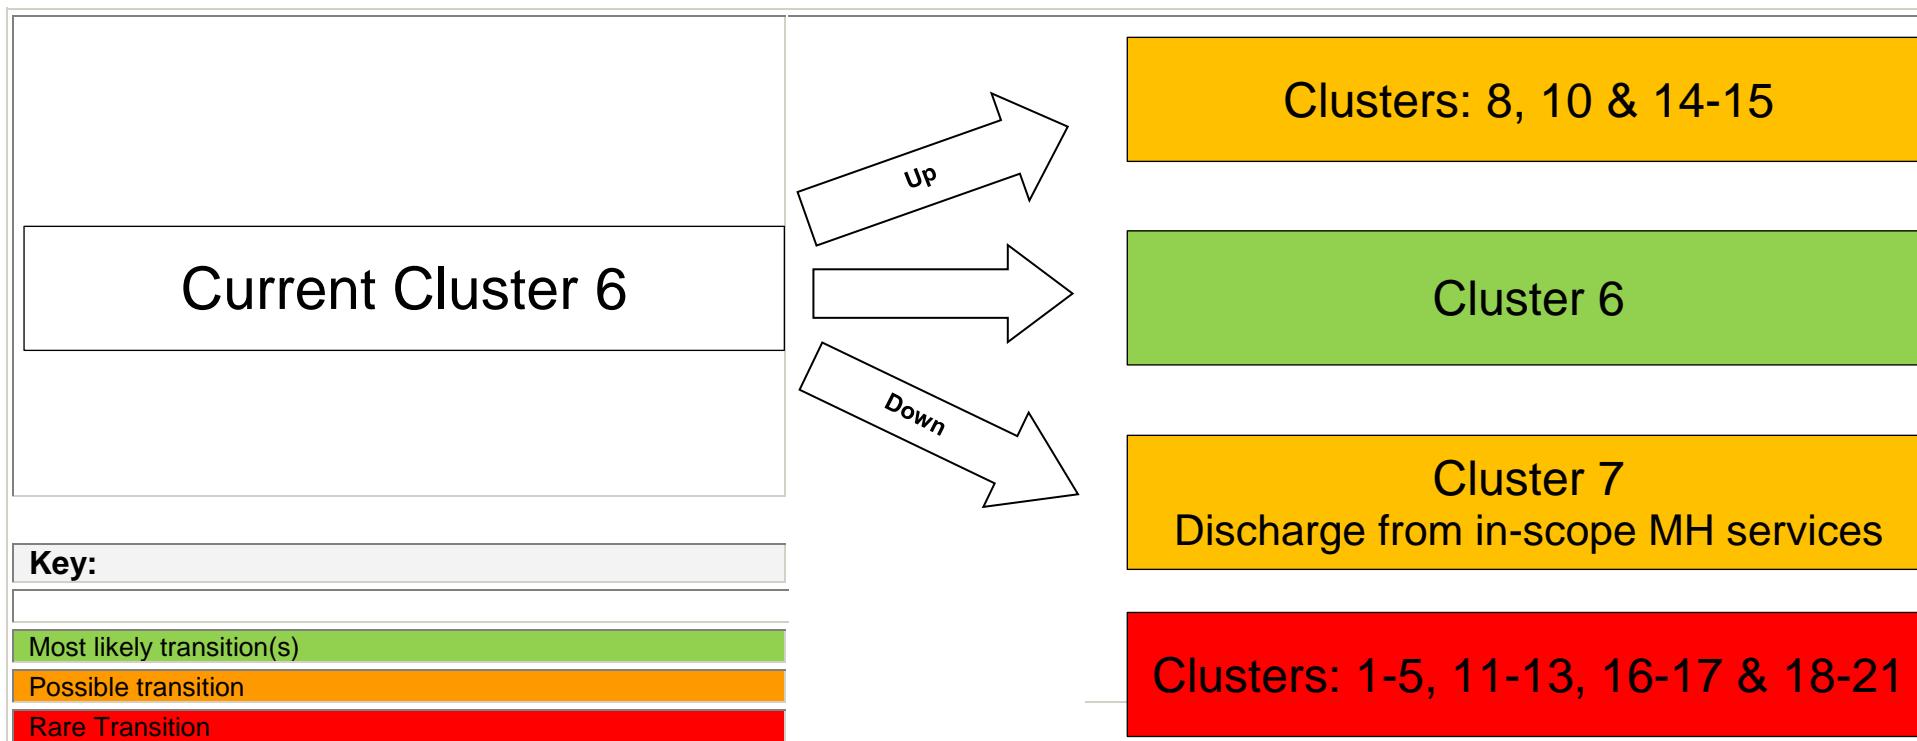 Clusters: 8, 10 & 14-15
Up
Current Cluster 6
Cluster 6
Down
Cluster 7
Discharge from in-scope MH services
Key:
Most likely transition(s)
Possible transition
Rare Transition
Clusters: 1-5, 11-13, 16-17 & 18-21